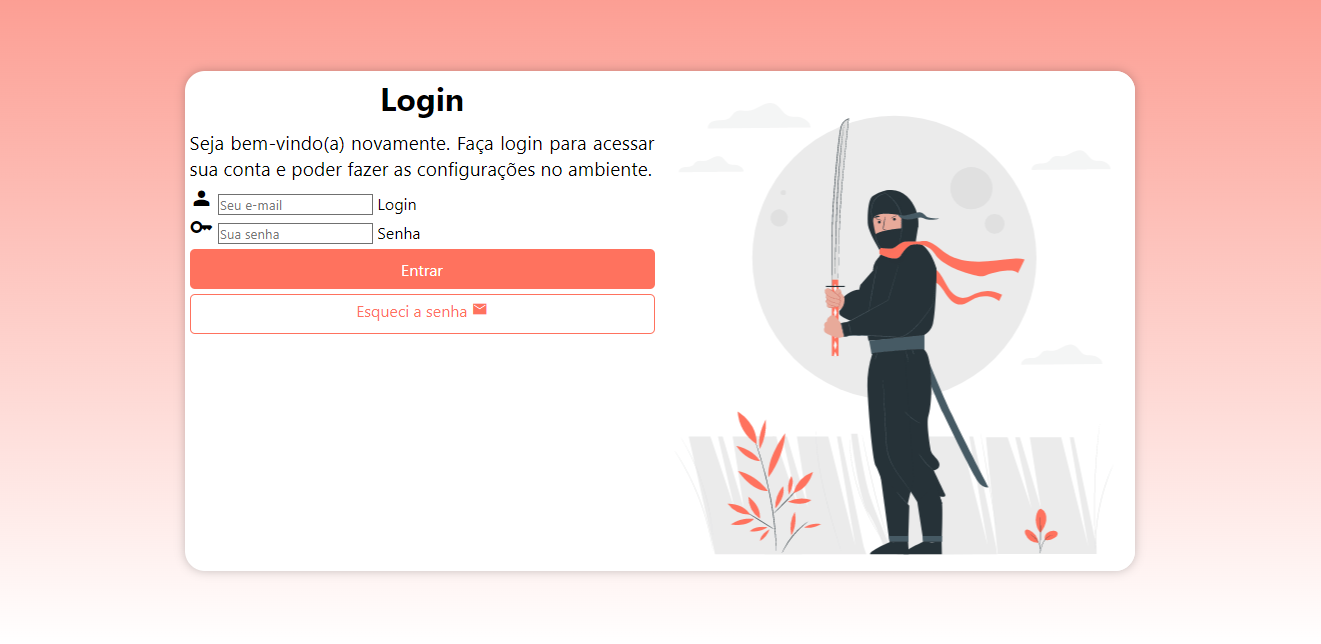 Login
Seja bem-vindo(a) novamente. Faça login para acessar
sua conta e poder fazer as configurações no ambiente.
Seu e-mail Login
Sua senha Senha
Entrar
Esqueci a senha